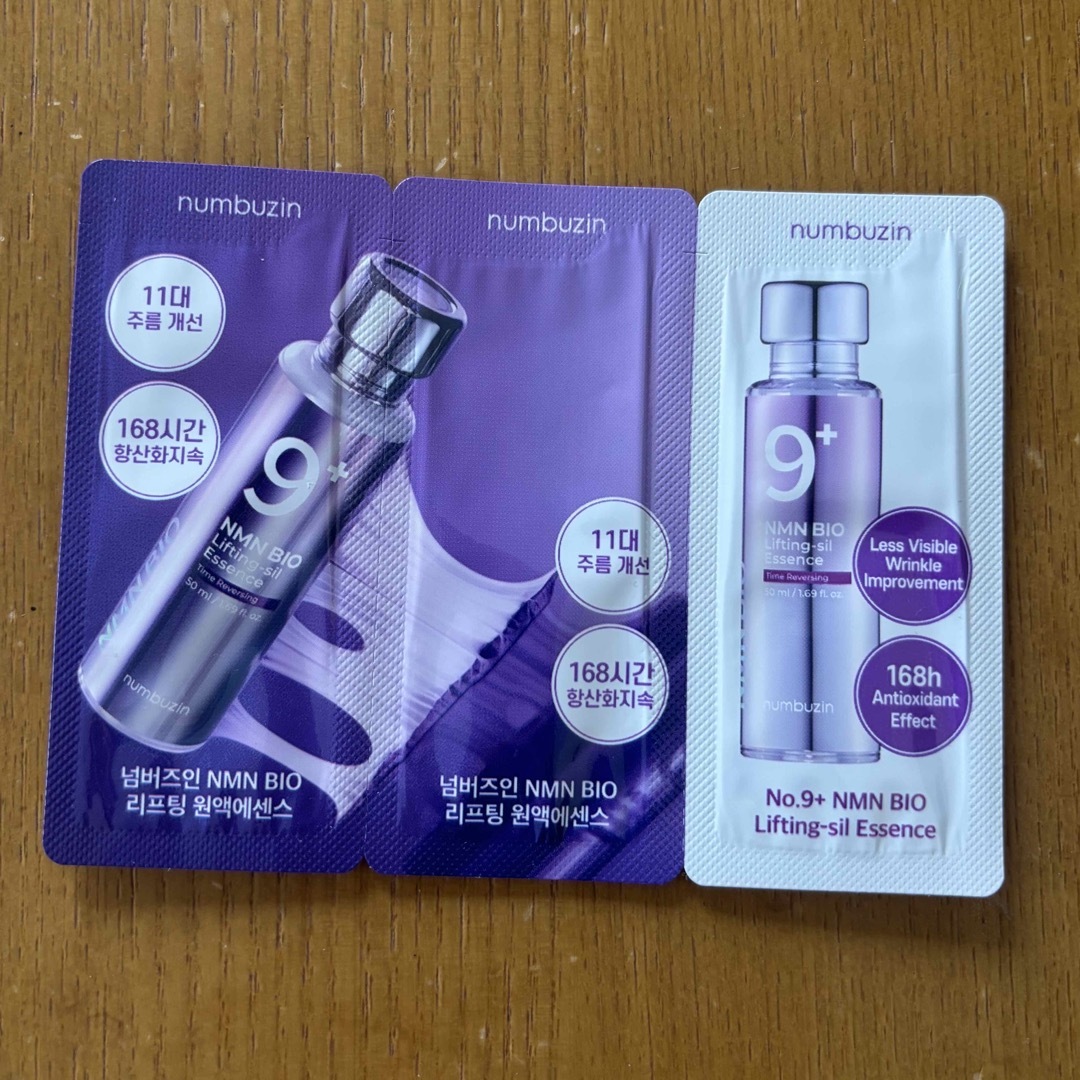 numbuzin
11대
주름 개선
168시간
항산화지속
9+
NMN BIO
Lifting-sil
Essence
Time Reversing
50 ml / 1.69 fl. oz.
numbuzin
넘버즈인 NMN BIO
리프팅 원액에센스
numbuzin
11대
주름 개선
168시간
항산화지속
넘버즈인 NMN BIO
리프팅 원액에센스
numbuzin
9+
NMN BIO
Lifting-sil
Essence
Time Reversing
50 ml / 1.69 fl. oz.
numbuzin
Less Visible
Wrinkle
Improvement
168h
Antioxidant
Effect
No.9+ NMN BIO
Lifting-sil Essence